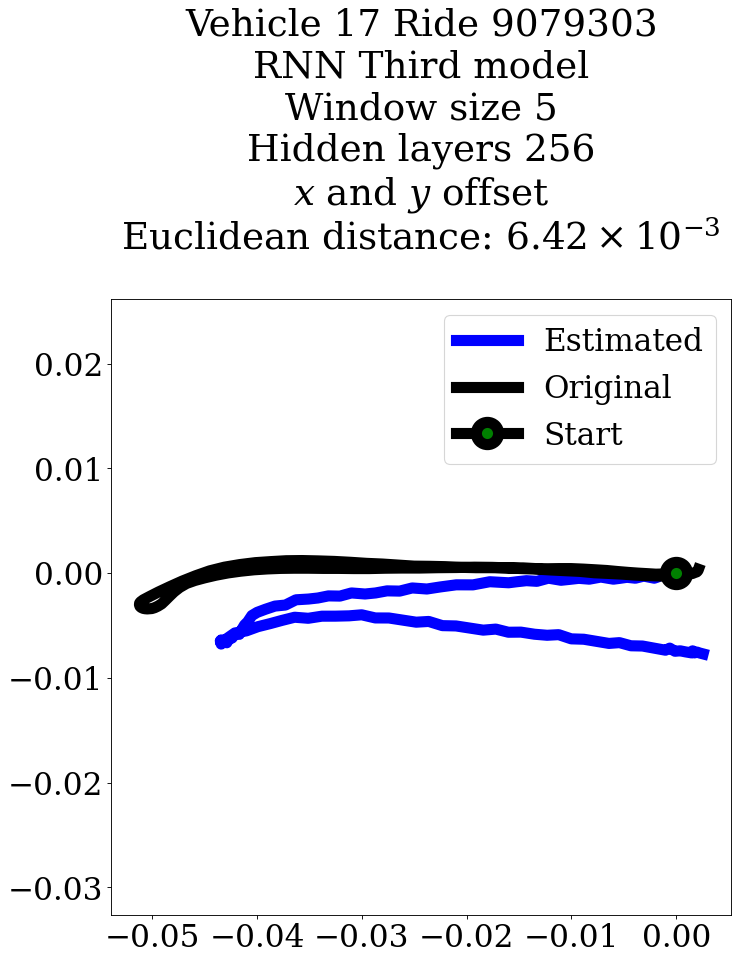 Vehicle 17 Ride 9079303
RNN Third model
Window size 5
Hidden layers 256
x and y offset
Euclidean distance: 6.42 × 10⁻³
Estimated
Original
Start
0.02
0.01
0.00
−0.01
−0.02
−0.03
−0.05 −0.04 −0.03 −0.02 −0.01 0.00